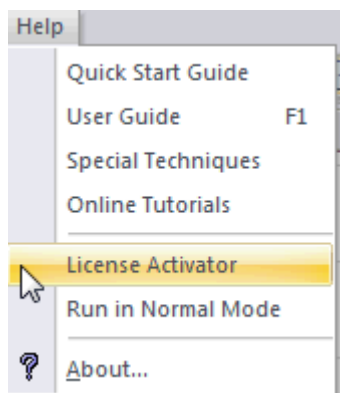 Help
Quick Start Guide
User Guide F1
Special Techniques
Online Tutorials
License Activator
Run in Normal Mode
? About...